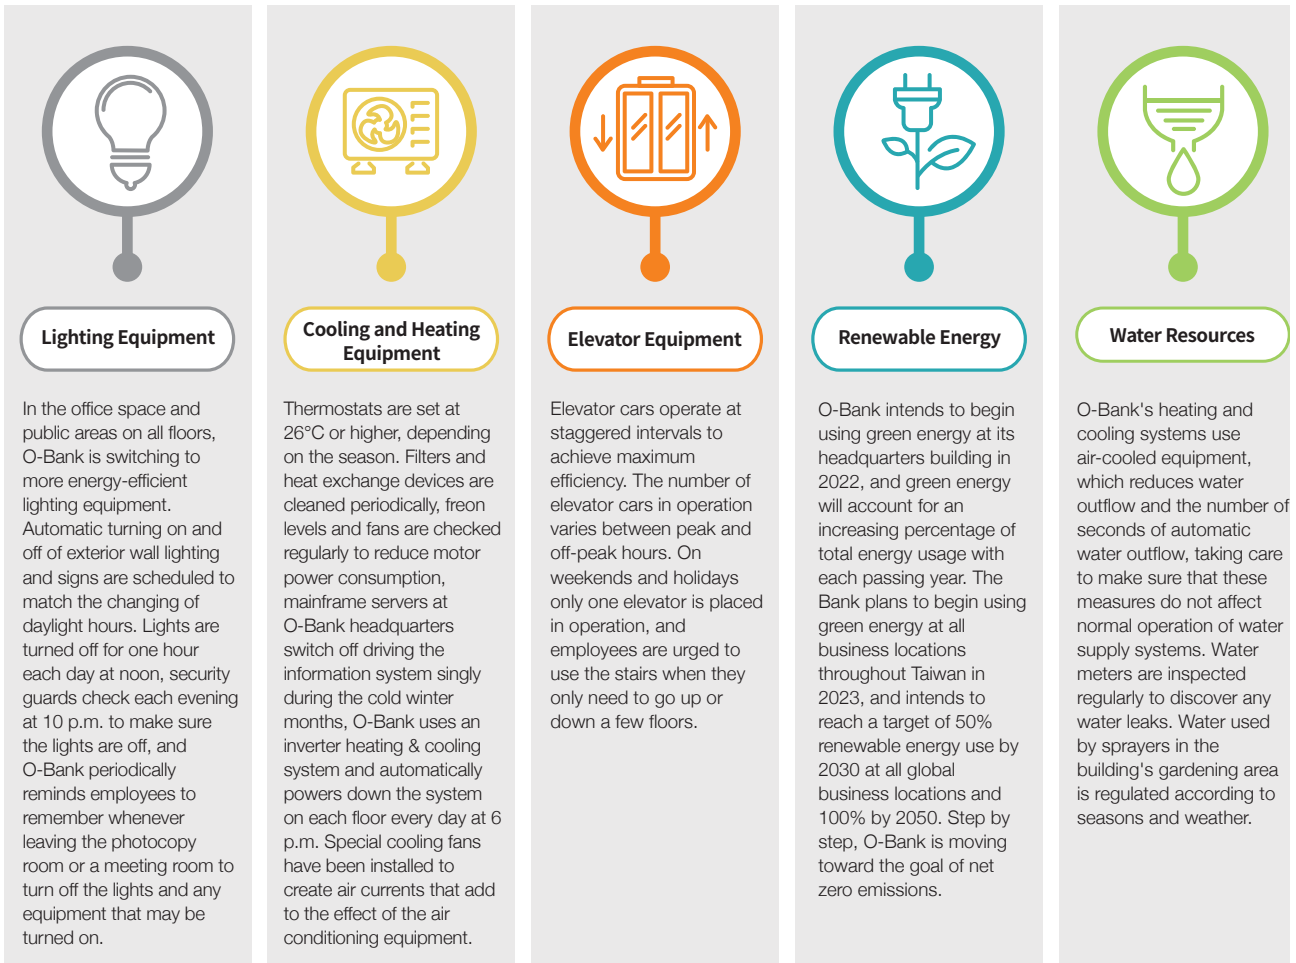 Lighting Equipment
In the office space and
public areas on all floors,
O-Bank is switching to
more energy-efficient
lighting equipment.
Automatic turning on and
off of exterior wall lighting
and signs are scheduled to
match the changing of
daylight hours. Lights are
turned off for one hour
each day at noon, security
guards check each evening
at 10 p.m. to make sure
the lights are off, and
O-Bank periodically
reminds employees to
remember whenever
leaving the photocopy
room or a meeting room to
turn off the lights and any
equipment that may be
turned on.
Cooling and Heating
Equipment
Thermostats are set at
26°C or higher, depending
on the season. Filters and
heat exchange devices are
cleaned periodically, freon
levels and fans are checked
regularly to reduce motor
power consumption,
mainframe servers at
O-Bank headquarters
switch off driving the
information system singly
during the cold winter
months, O-Bank uses an
inverter heating & cooling
system and automatically
powers down the system
on each floor every day at 6
p.m. Special cooling fans
have been installed to
create air currents that add
to the effect of the air
conditioning equipment.
Elevator Equipment
Elevator cars operate at
staggered intervals to
achieve maximum
efficiency. The number of
elevator cars in operation
varies between peak and
off-peak hours. On
weekends and holidays
only one elevator is placed
in operation, and
employees are urged to
use the stairs when they
only need to go up or
down a few floors.
Renewable Energy
O-Bank intends to begin
using green energy at its
headquarters building in
2022, and green energy
will account for an
increasing percentage of
total energy usage with
each passing year. The
Bank plans to begin using
green energy at all
business locations
throughout Taiwan in
2023, and intends to
reach a target of 50%
renewable energy use by
2030 at all global
business locations and
100% by 2050. Step by
step, O-Bank is moving
toward the goal of net
zero emissions.
Water Resources
O-Bank's heating and
cooling systems use
air-cooled equipment,
which reduces water
outflow and the number of
seconds of automatic
water outflow, taking care
to make sure that these
measures do not affect
normal operation of water
supply systems. Water
meters are inspected
regularly to discover any
water leaks. Water used
by sprayers in the
building's gardening area
is regulated according to
seasons and weather.